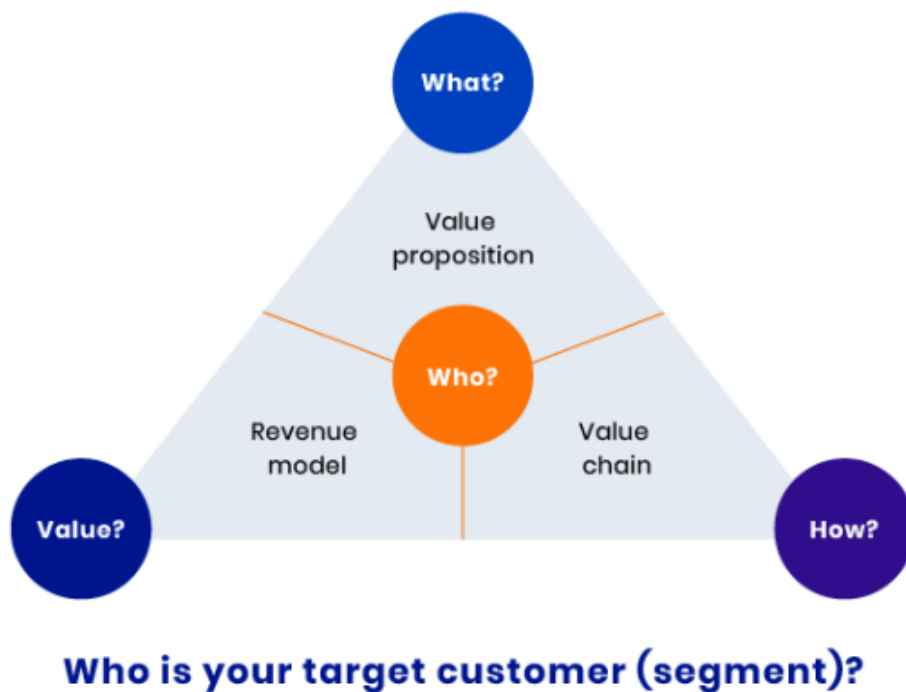 What?
Value
proposition
Who?
Revenue
model
Value
chain
Value?
How?
Who is your target customer (segment)?